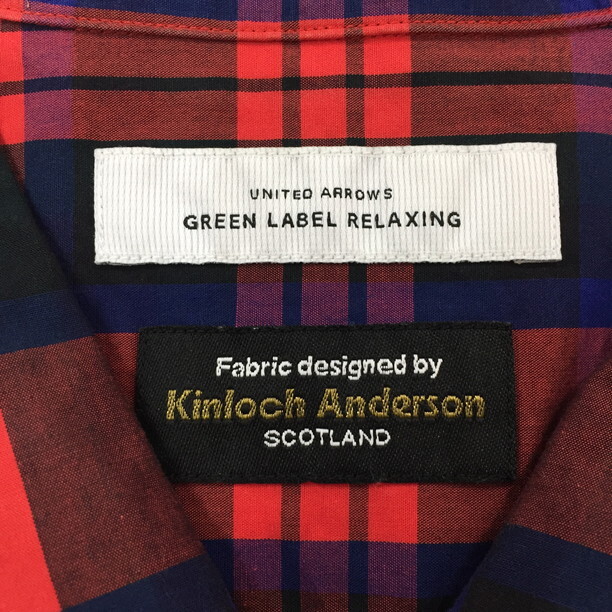 UNITED ARROWS
GREEN LABEL RELAXING
Fabric designed by
Kinloch Anderson
SCOTLAND